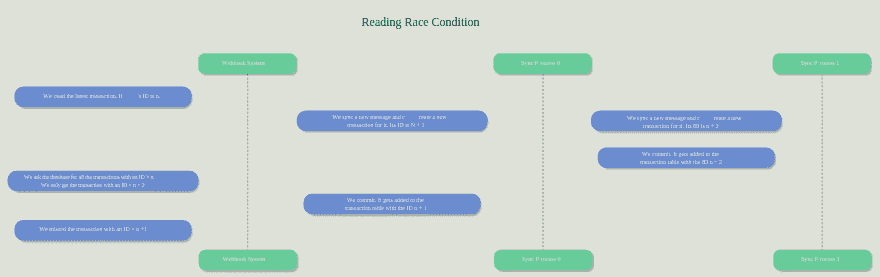 Reading Race Condition
Webhook System
Sync Process 0
Sync Process 1
We read the latest transaction. It 's ID is n.
We sync a new message and create a new
transaction for it. Its ID is N + 1
We sync a new message and create a new
transaction for it. Its ID is n + 2
We commit. It gets added to the
transaction table with the ID n + 2
We ask the database for all the transactions with an ID > n.
We only get the transaction with an ID = n + 2
We commit. It gets added to the
transaction table with the ID n + 1
We missed the transaction with an ID = n +1
Webhook System
Sync Process 0
Sync Process 1